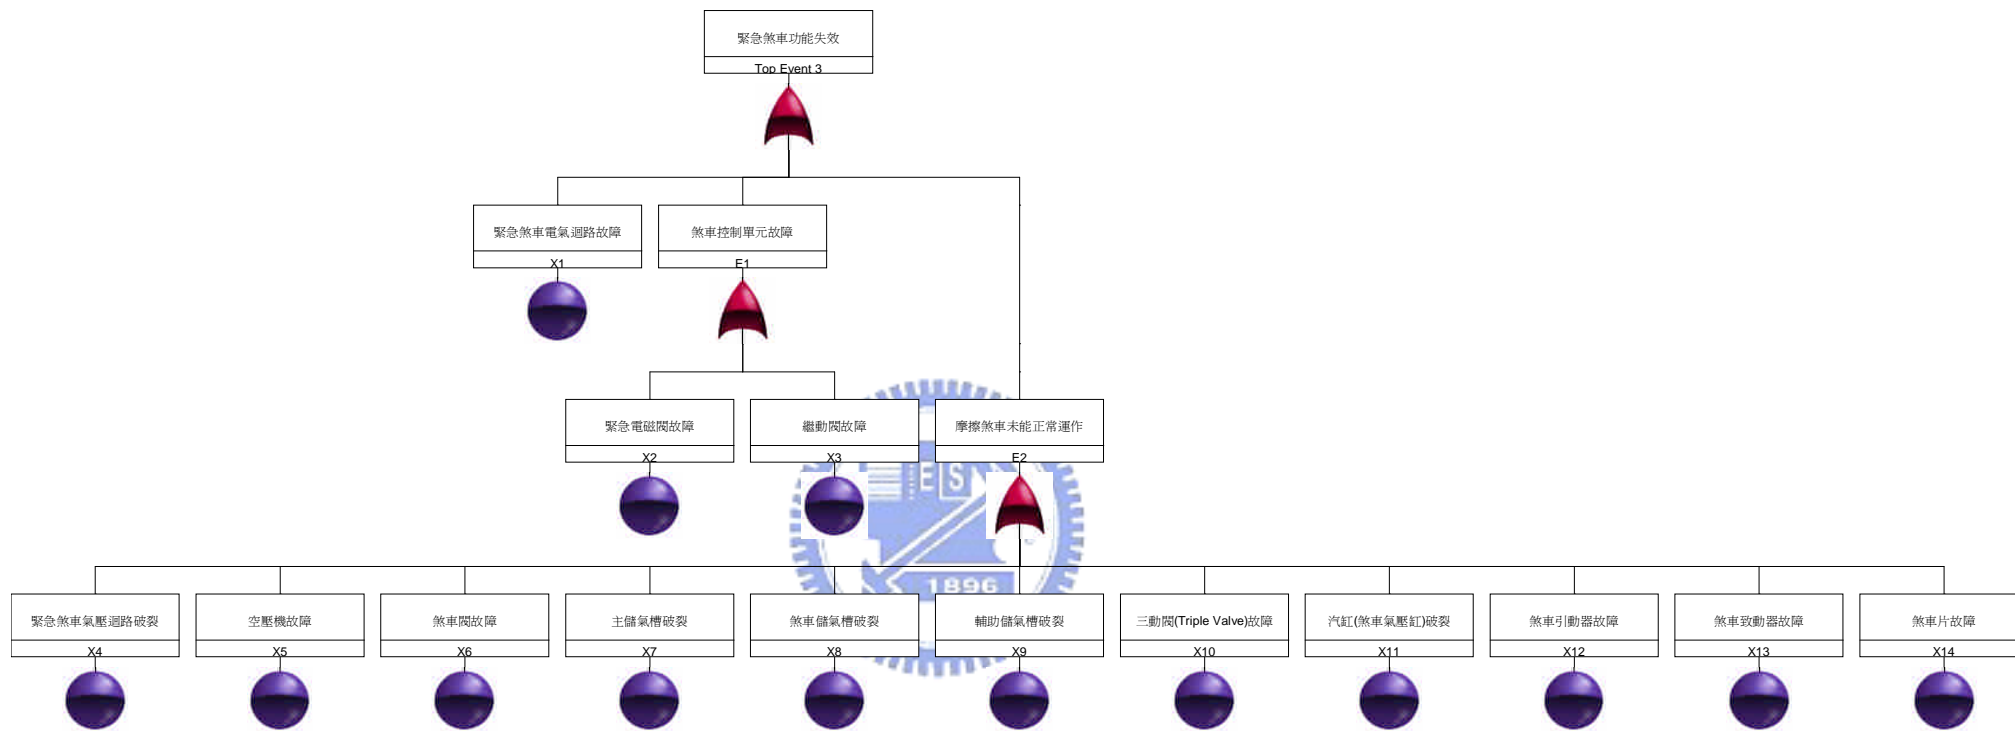 緊急煞車功能失效
Top Event 3
緊急煞車電氣迴路故障
X1
煞車控制單元故障
E1
緊急電磁閥故障
X2
繼動閥故障
X3
摩擦煞車未能正常運作
E2
ES
1896
緊急煞車氣壓迴路破裂
X4
空壓機故障
X5
煞車閥故障
X6
主儲氣槽破裂
X7
煞車儲氣槽破裂
X8
輔助儲氣槽破裂
X9
三動閥(Triple Valve)故障
X10
汽缸(煞車氣壓缸)破裂
X11
煞車引動器故障
X12
煞車致動器故障
X13
煞車片故障
X14